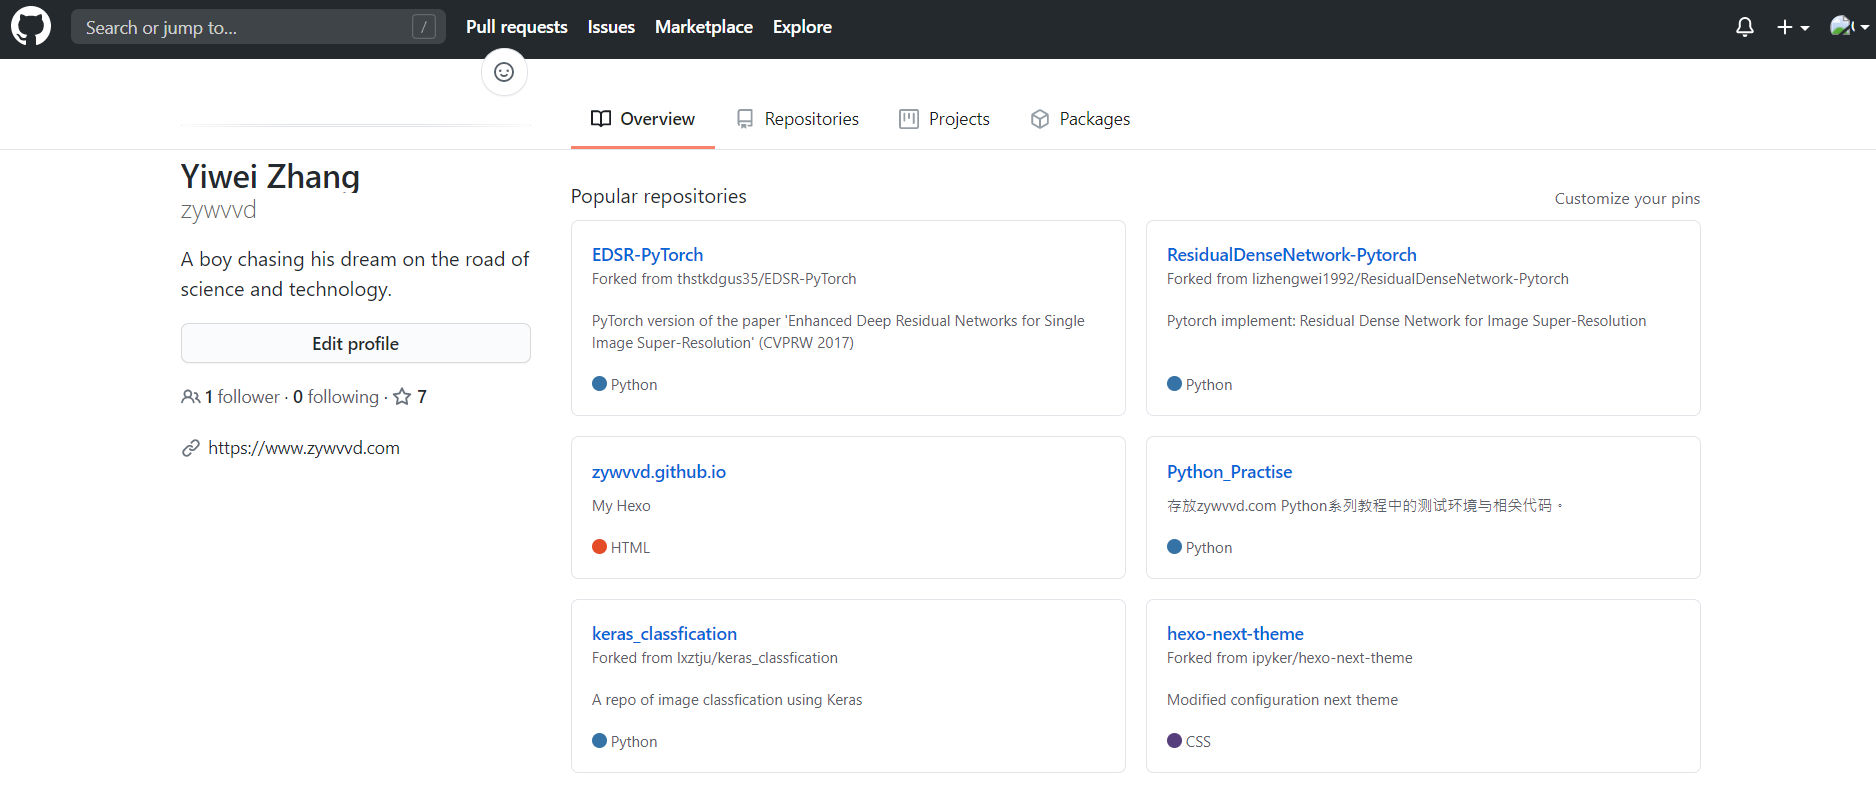 Search or jump to...
/
Pull requests
Issues
Marketplace
Explore
Overview
Repositories
Projects
Packages
Yiwei Zhang
zywvvd
A boy chasing his dream on the road of
science and technology.
Edit profile
1 follower · 0 following · 7
https://www.zywvvd.com
Popular repositories
Customize your pins
EDSR-PyTorch
Forked from thstkdgus35/EDSR-PyTorch
PyTorch version of the paper 'Enhanced Deep Residual Networks for Single
Image Super-Resolution' (CVPRW 2017)
Python
ResidualDenseNetwork-Pytorch
Forked from lizhengwei1992/ResidualDenseNetwork-Pytorch
Pytorch implement: Residual Dense Network for Image Super-Resolution
Python
zywvvd.github.io
My Hexo
HTML
Python_Practise
存放zywvvd.com Python系列教程中的测试环境与相关代码。
Python
keras_classfication
Forked from lxztju/keras_classfication
A repo of image classfication using Keras
Python
hexo-next-theme
Forked from ipyker/hexo-next-theme
Modified configuration next theme
CSS